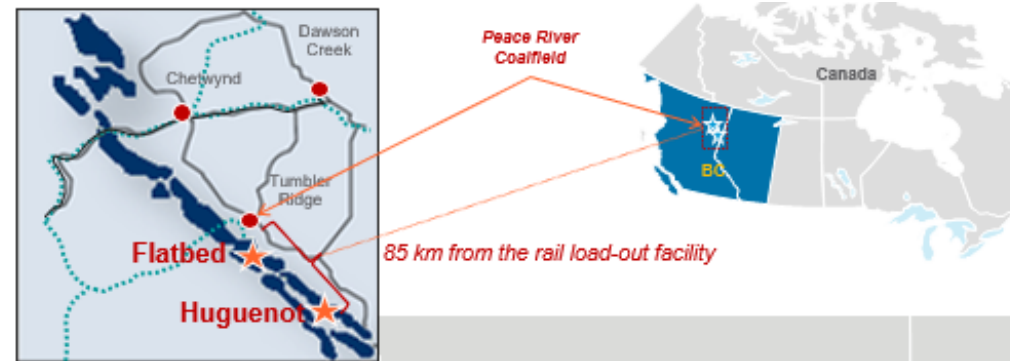 Dawson
Creek
Chetwynd
Tumbler
Ridge
Flatbed
Huguenot
Peace River
Coalfield
Canada
BC
85 km from the rail load-out facility